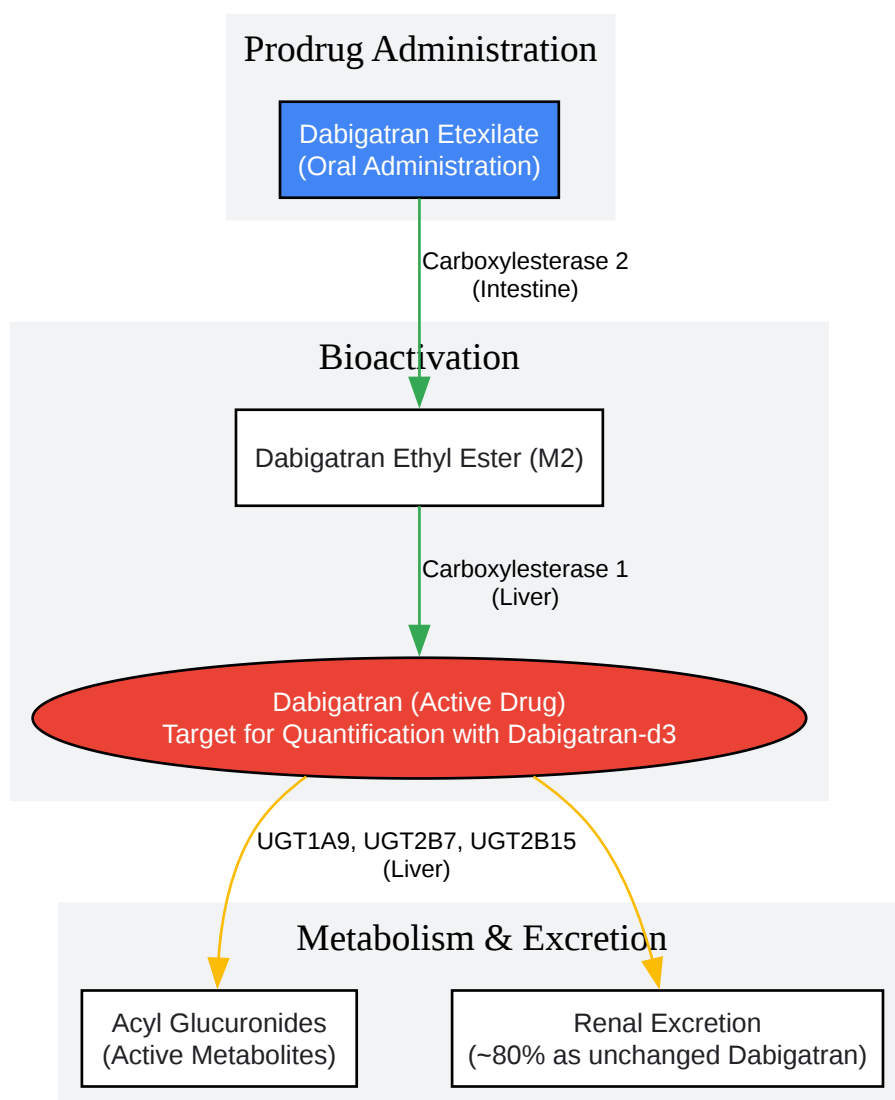 Prodrug Administration
Dabigatran Etexilate
(Oral Administration)
Carboxylesterase 2
(Intestine)
Bioactivation
Dabigatran Ethyl Ester (M2)
Carboxylesterase 1
(Liver)
Dabigatran (Active Drug)
Target for Quantification with Dabigatran-d3
UGT1A9, UGT2B7, UGT2B15
(Liver)
Metabolism & Excretion
Acyl Glucuronides
(Active Metabolites)
Renal Excretion
(~80% as unchanged Dabigatran)